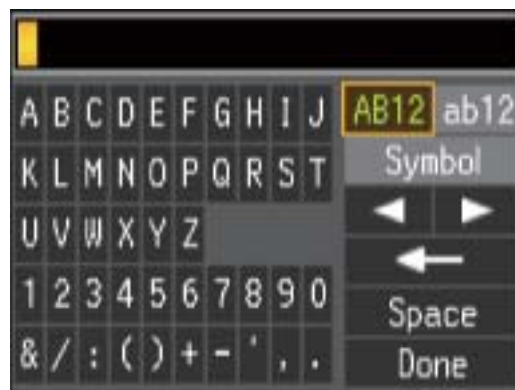 A B C D E F G H I J AB12 ab12
K L M N O P Q R S T Symbol
U V W X Y Z
1 2 3 4 5 6 7 8 9 0 Space
& / : ( ) + - ' , . Done